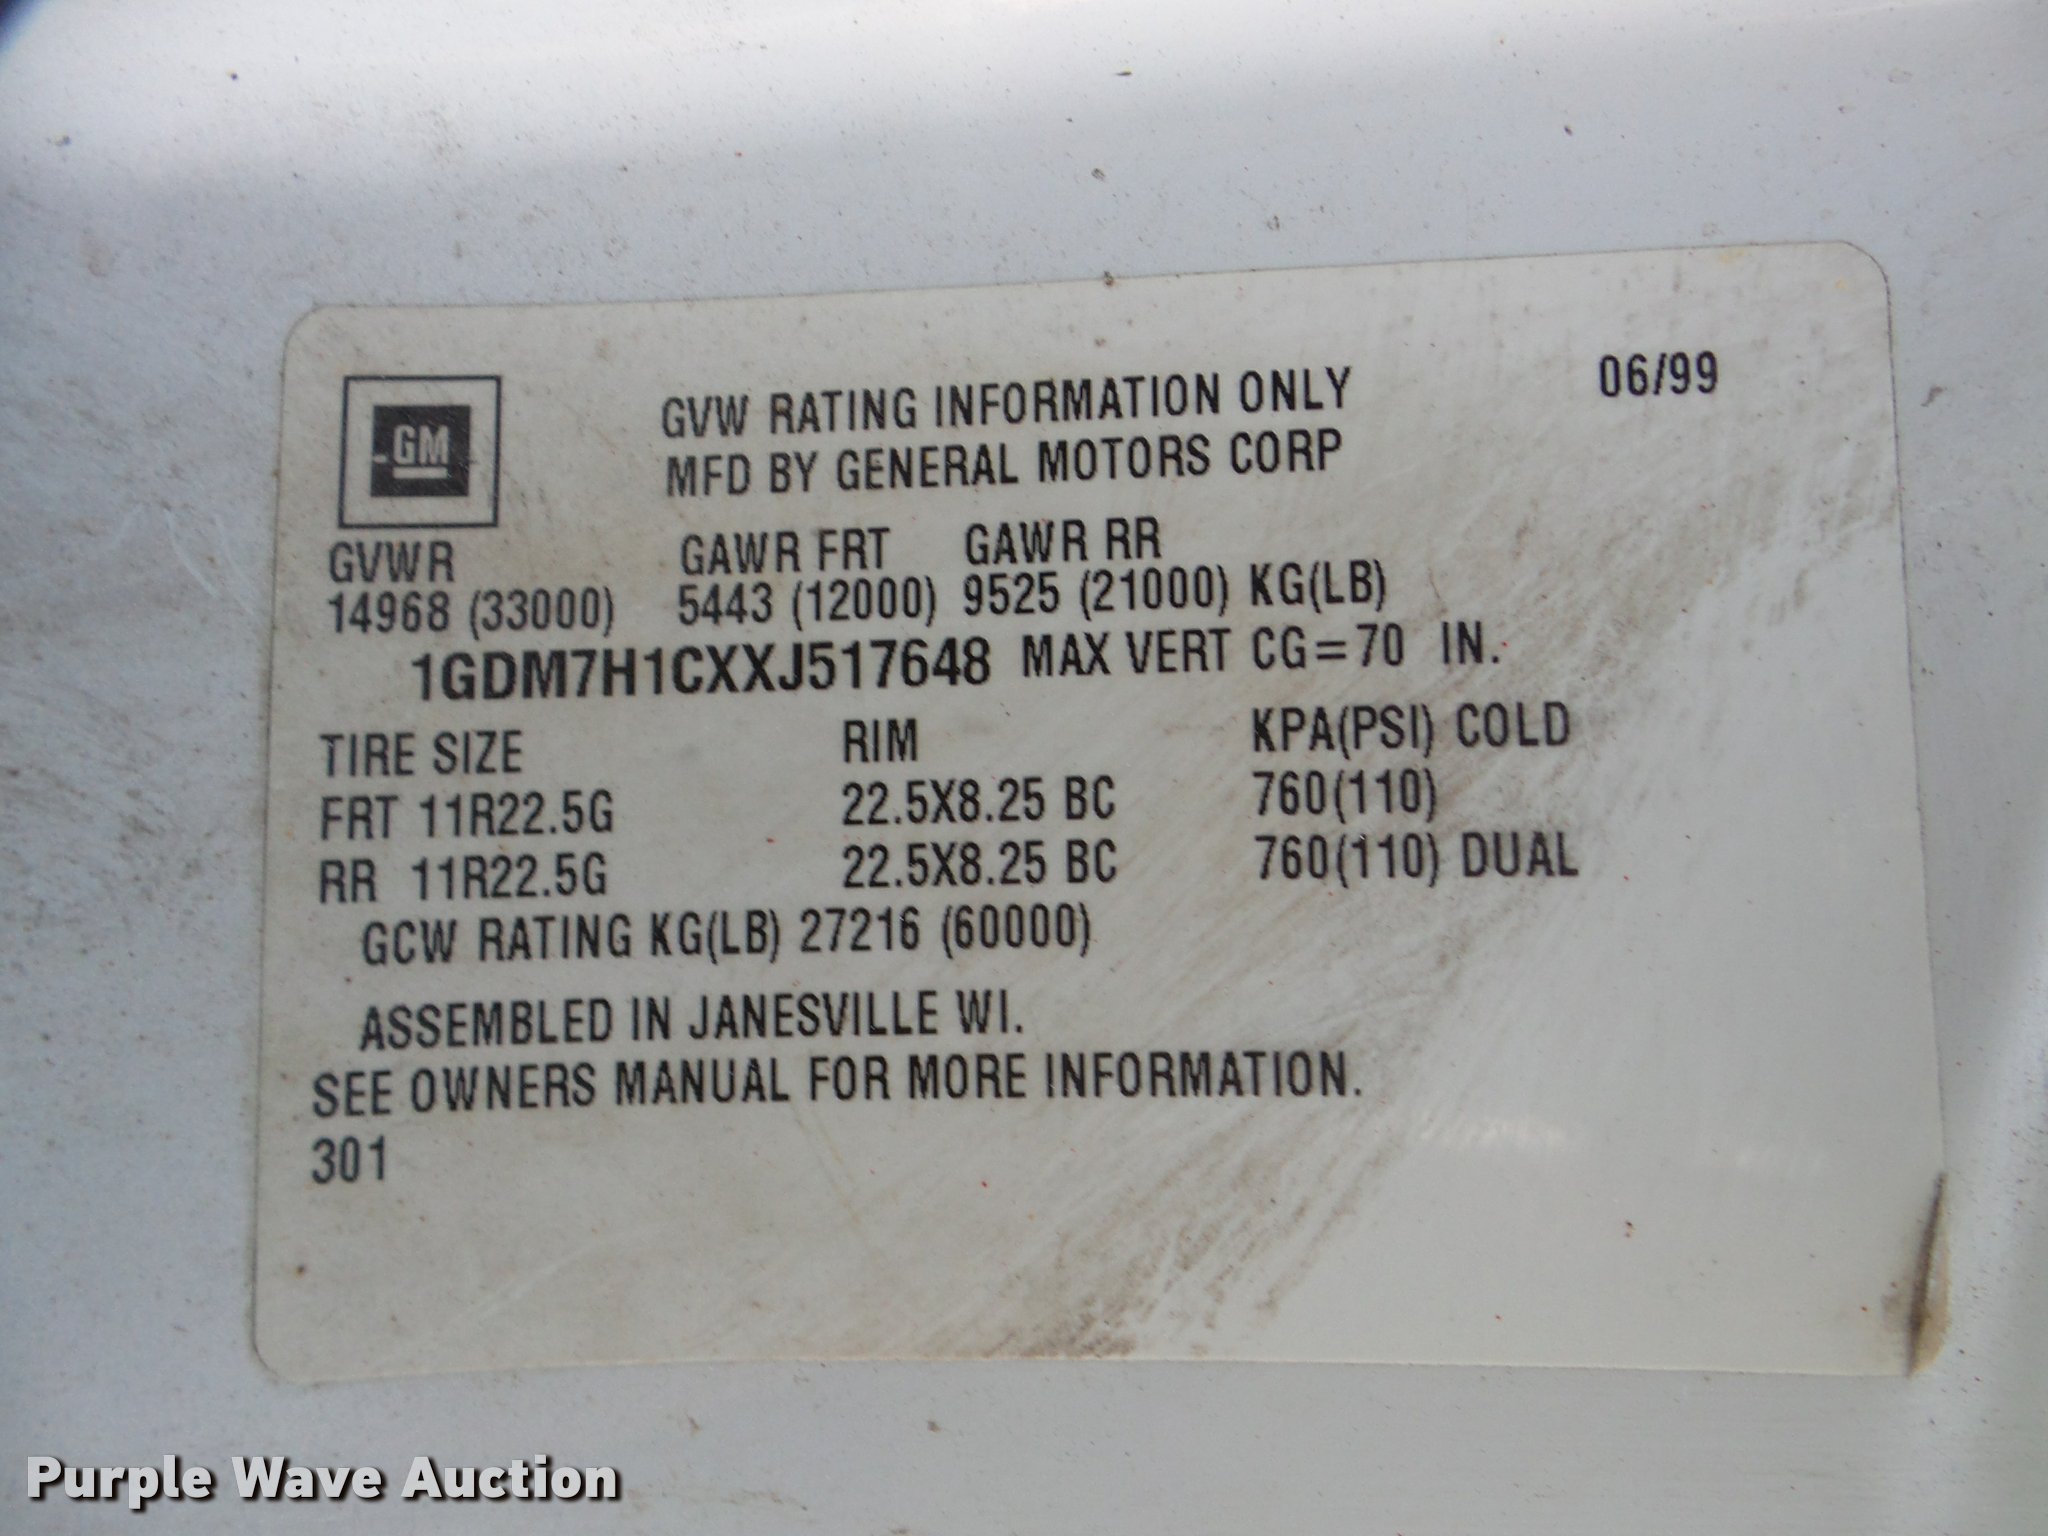 GM
GVW RATING INFORMATION ONLY 06/99
MFD BY GENERAL MOTORS CORP
GVWR GAWR FRT GAWR RR
14968 (33000) 5443 (12000) 9525 (21000) KG(LB)
1GDM7H1CXXJ517648 MAX VERT CG=70 IN.
TIRE SIZE RIM KPA(PSI) COLD
FRT 11R22.5G 22.5X8.25 BC 760(110)
RR 11R22.5G 22.5X8.25 BC 760(110) DUAL
GCW RATING KG(LB) 27216 (60000)
ASSEMBLED IN JANESVILLE WI.
SEE OWNERS MANUAL FOR MORE INFORMATION.
301
Purple Wave Auction